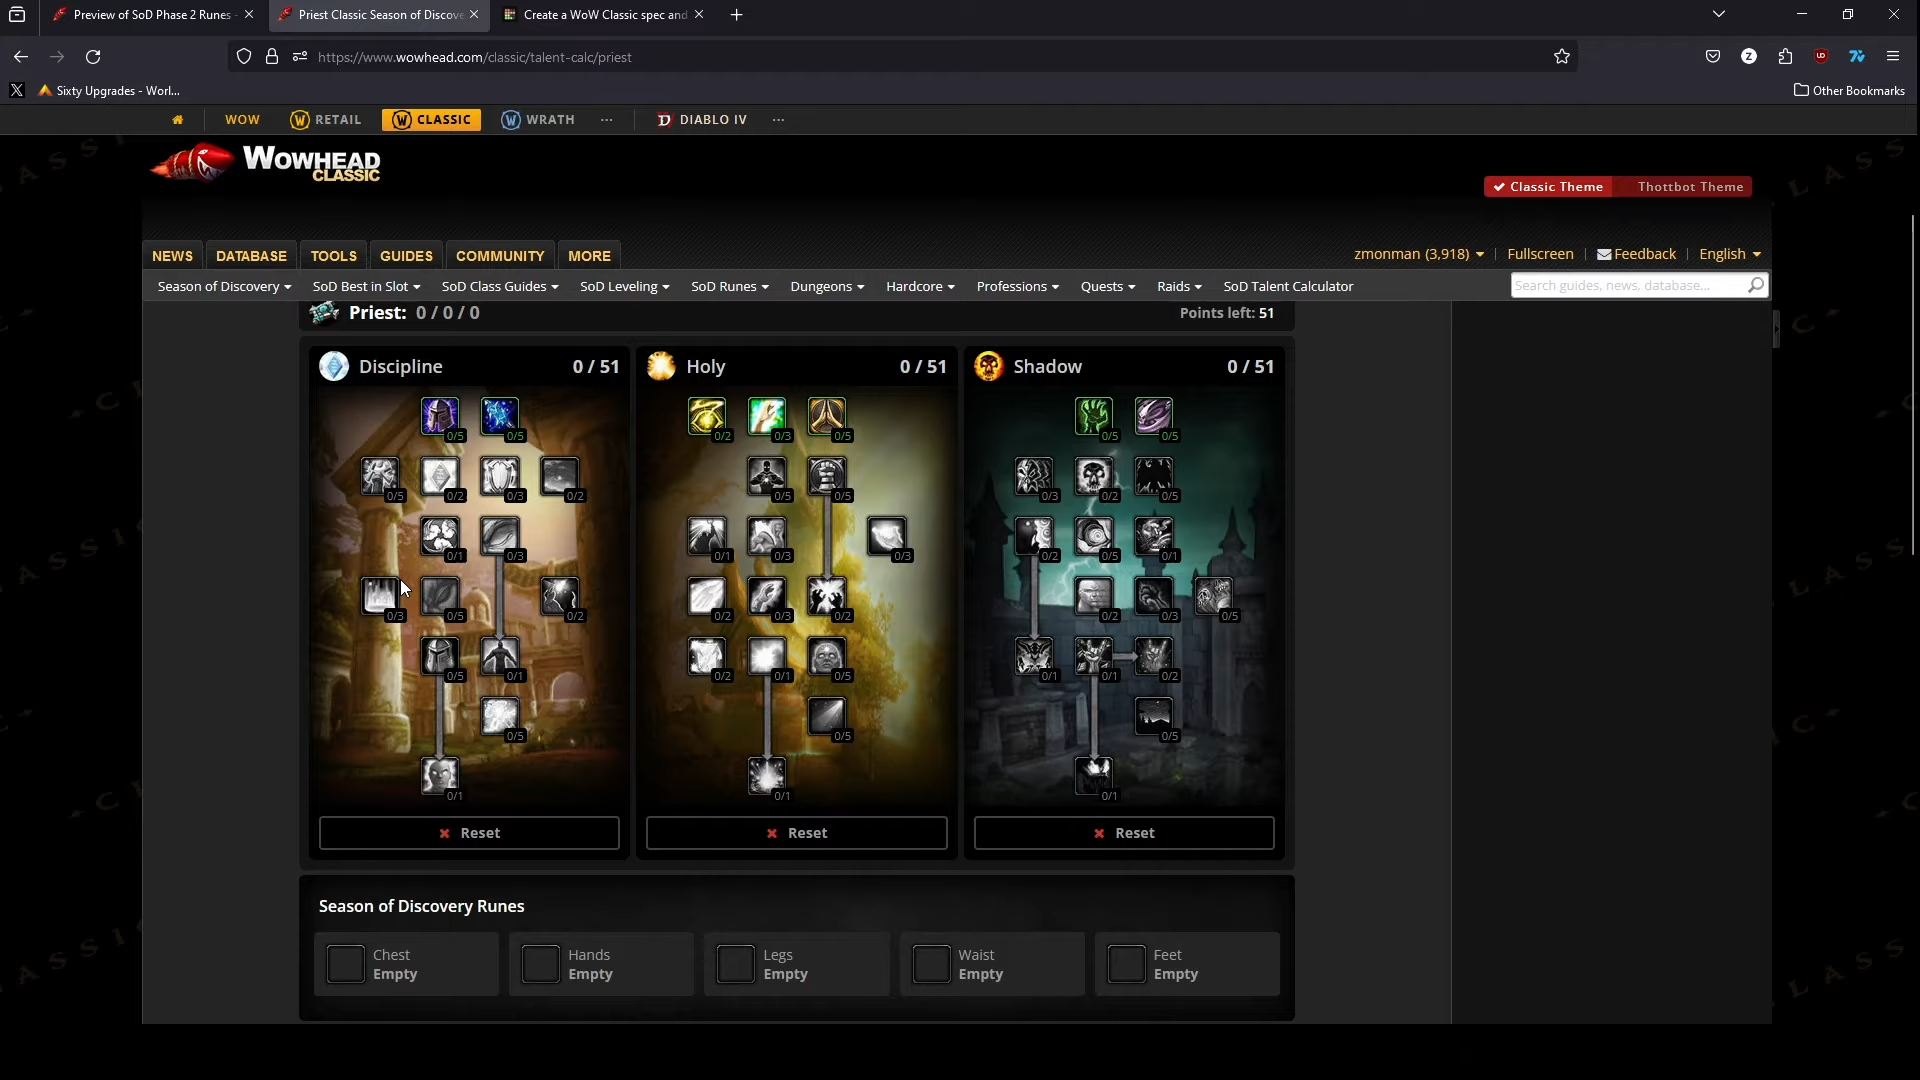 Preview of SoD Phase 2 Runes -
Priest Classic Season of Discove
Create a WoW Classic spec and
https://www.wowhead.com/classic/talent-calc/priest
Sixty Upgrades - Worl...
Other Bookmarks
WOW RETAIL CLASSIC WRATH ... DIABLO IV ...
WOWHEAD
CLASSIC
Classic Theme Thottbot Theme
NEWS DATABASE TOOLS GUIDES COMMUNITY MORE
zmonman (3,918) Fullscreen Feedback English
Season of Discovery SoD Best in Slot SoD Class Guides SoD Leveling SoD Runes Dungeons Hardcore Professions Quests Raids SoD Talent Calculator
Search guides, news, database...
Priest: 0 / 0 / 0 Points left: 51
Discipline 0 / 51 Holy 0 / 51 Shadow 0 / 51
0/5 0/5 0/2 0/3 0/5 0/5 0/5
0/5 0/2 0/3 0/2 0/5 0/5 0/3 0/2 0/5
0/1 0/3 0/1 0/3 0/3 0/2 0/5 0/1
0/3 0/5 0/2 0/2 0/3 0/2 0/2 0/3 0/5
0/5 0/1 0/2 0/1 0/5 0/1 0/1 0/2
0/5 0/5 0/5
0/1 0/1 0/1
Reset Reset Reset
Season of Discovery Runes
Chest Hands Legs Waist Feet
Empty Empty Empty Empty Empty